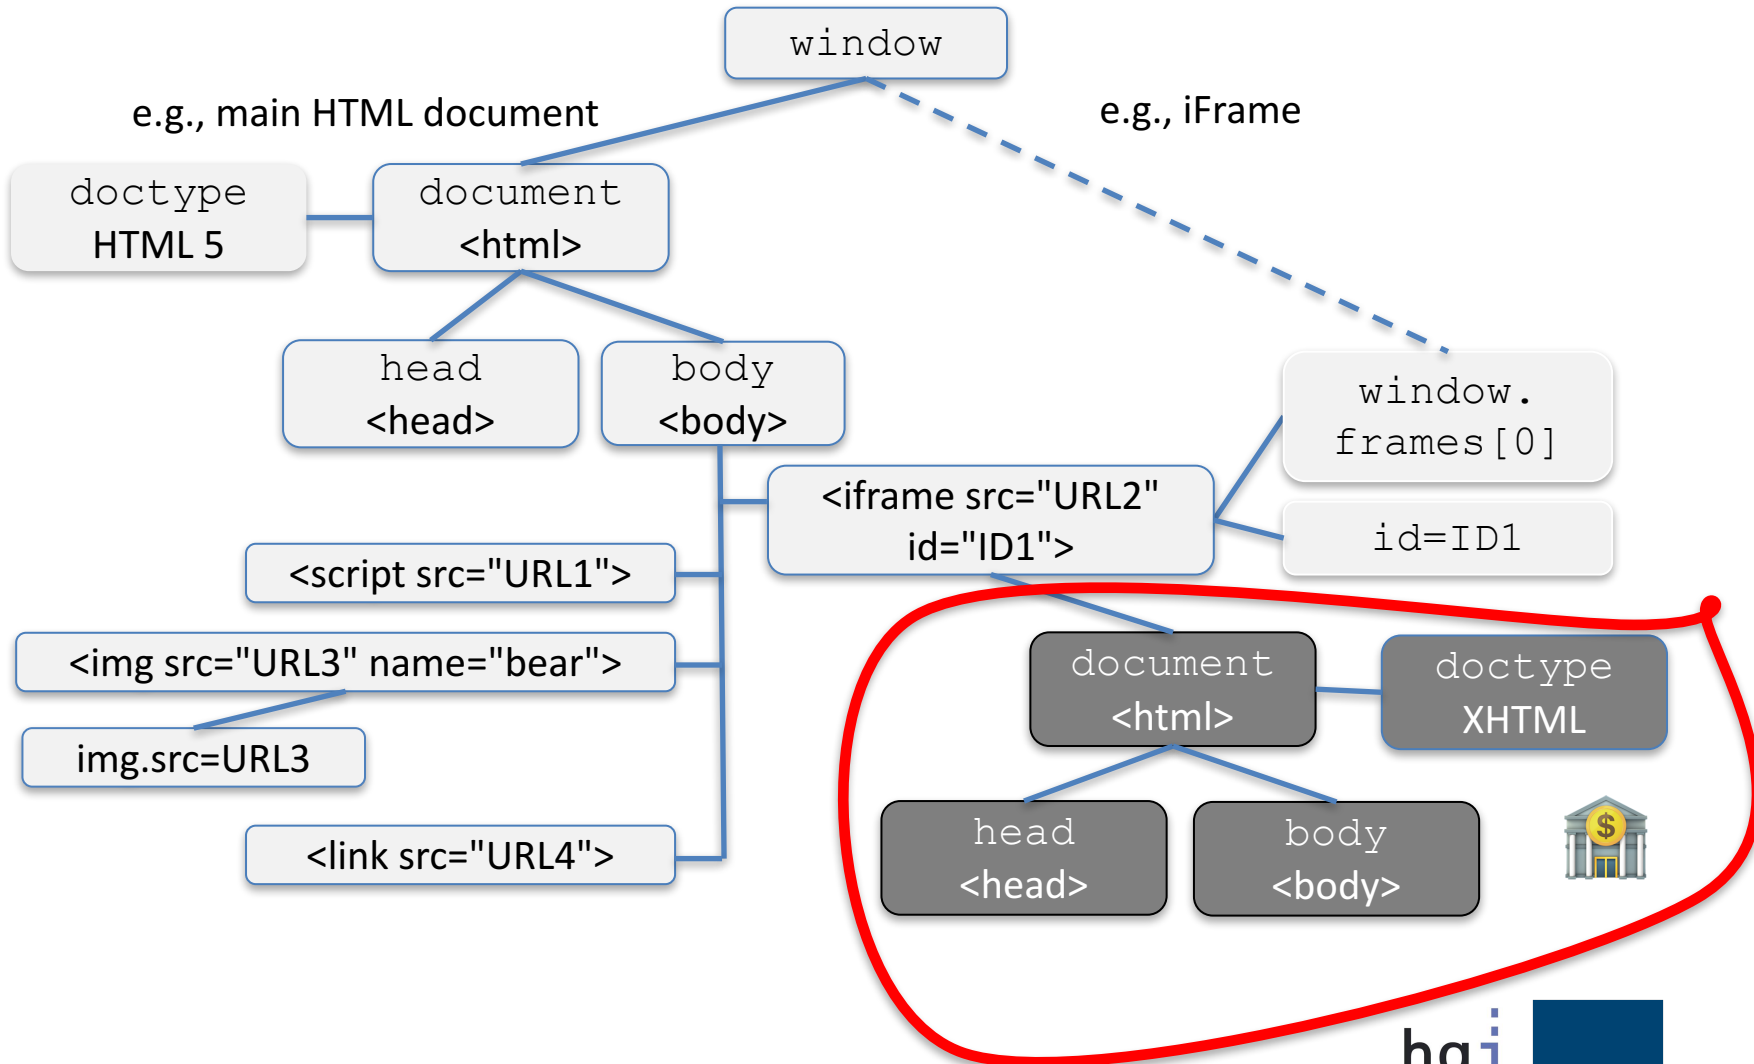 window
e.g., main HTML document
e.g., iFrame
doctype
HTML 5
document
<html>
head
<head>
body
<body>
window.
frames[0]
<iframe src="URL2"
id="ID1">
id=ID1
<script src="URL1">
<img src="URL3" name="bear">
img.src=URL3
<link src="URL4">
document
<html>
doctype
XHTML
head
<head>
body
<body>
$